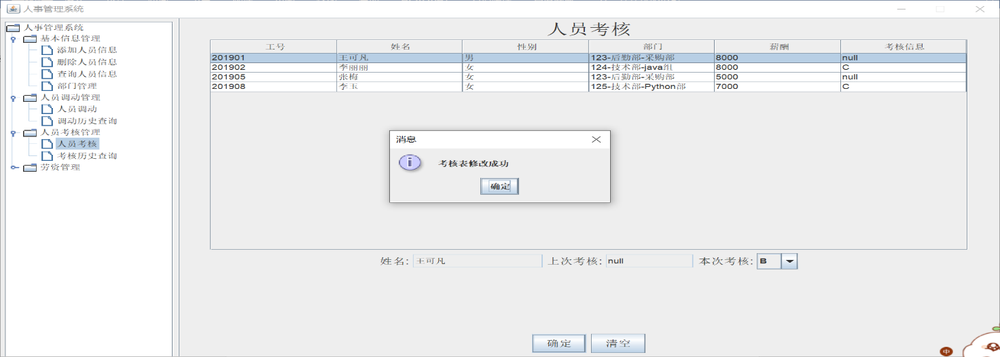 人事管理系统
人事管理系统
基本信息管理
添加人员信息
删除人员信息
查询人员信息
部门管理
人员调动管理
人员调动
调动历史查询
人员考核管理
人员考核
考核历史查询
劳资管理
人员考核
工号 姓名 性别 部门 薪酬 考核信息
201901 王可凡 男 123-后勤部-采购部 8000 null
201902 李丽丽 女 124-技术部-java组 8000 C
201905 张梅 女 123-后勤部-采购部 5000 null
201908 李玉 女 125-技术部-Python部 7000 C
消息
考核表修改成功
确定
姓名: 王可凡 上次考核: null 本次考核: B
确定 清空
中